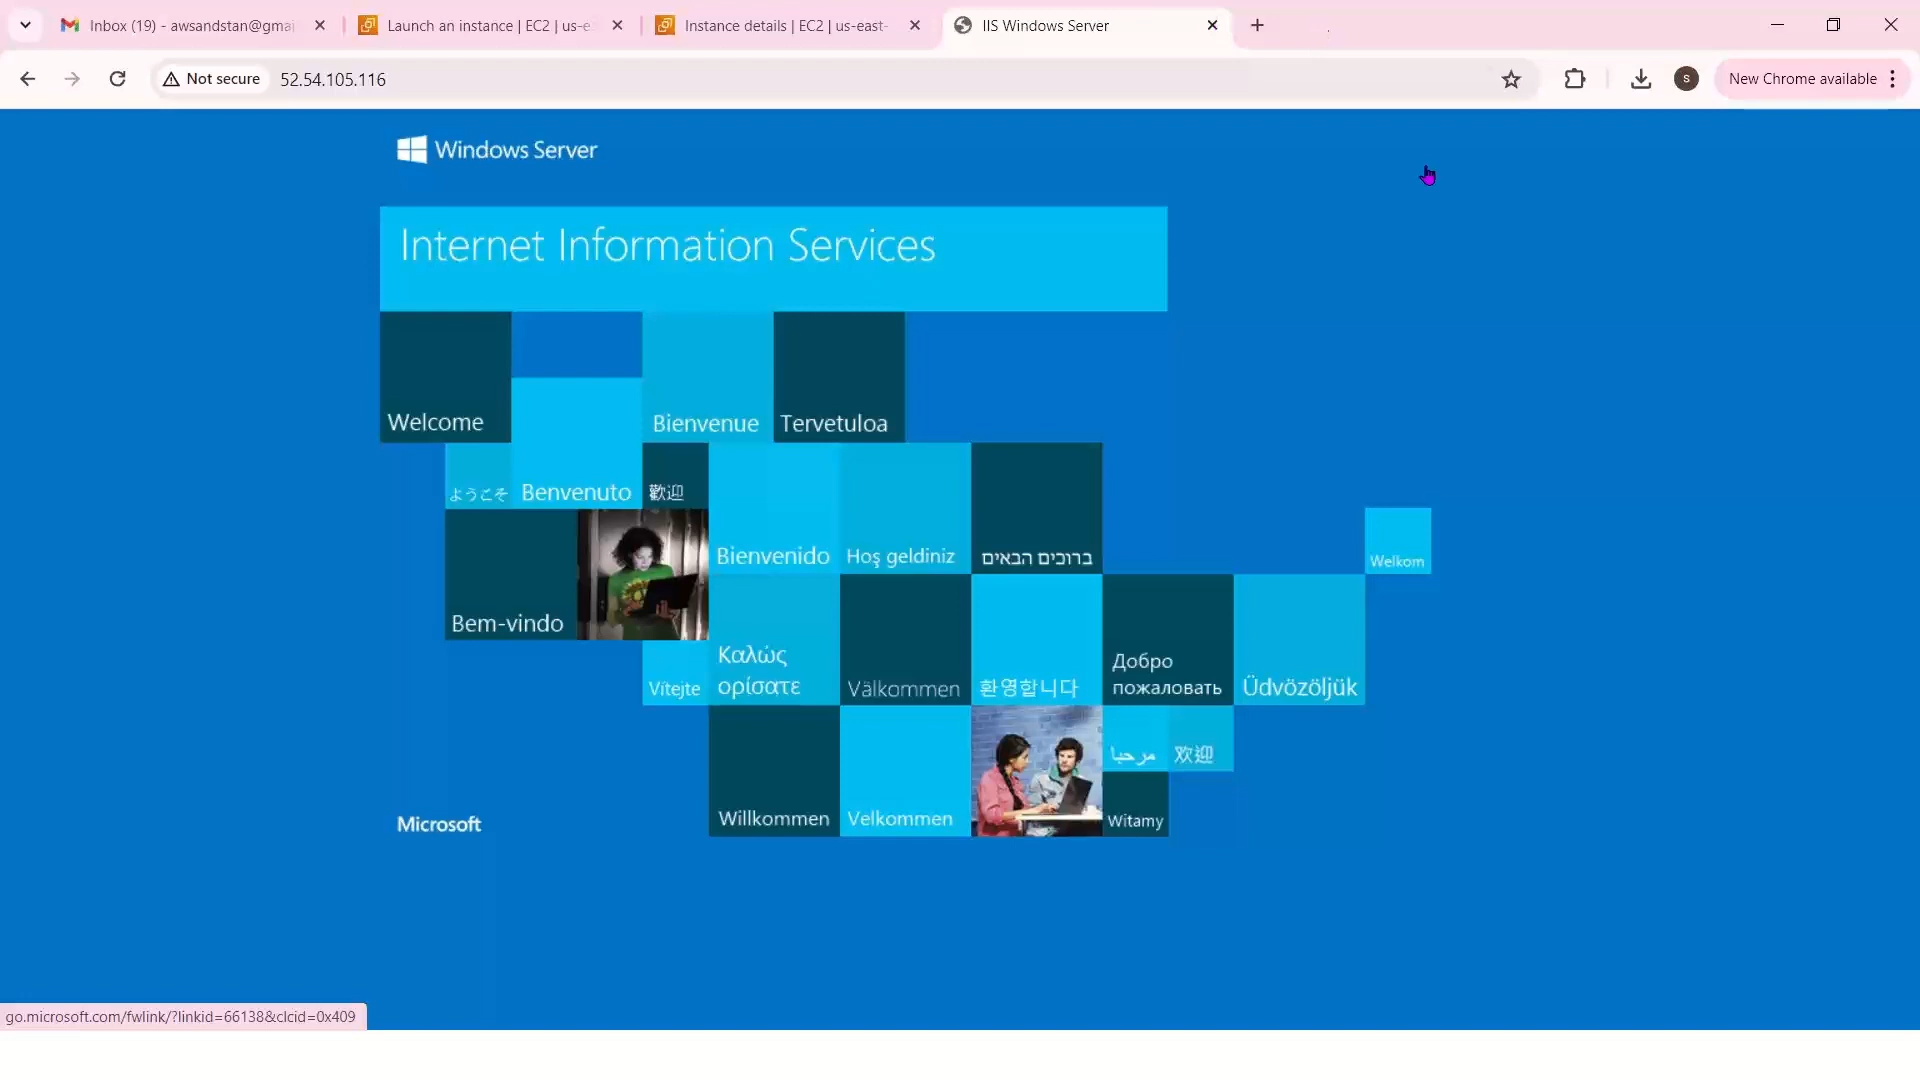 Inbox (19) - awsandstan@gmai
Launch an instance | EC2 | us-e
Instance details | EC2 | us-east-
IIS Windows Server
Not secure
52.54.105.116
S
New Chrome available
Windows Server
Internet Information Services
Welcome
Bienvenue
Tervetuloa
ようこそ
Benvenuto
歡迎
Bienvenido
Hoş geldiniz
ברוכים הבאים
Welkom
Bem-vindo
Vítejte
Καλώς
ορίσατε
Välkommen
환영합니다
Добро
пожаловать
Üdvözöljük
Microsoft
Willkommen
Velkommen
مرحبا
欢迎
Witamy
go.microsoft.com/fwlink/?linkid=66138&clcid=0x409